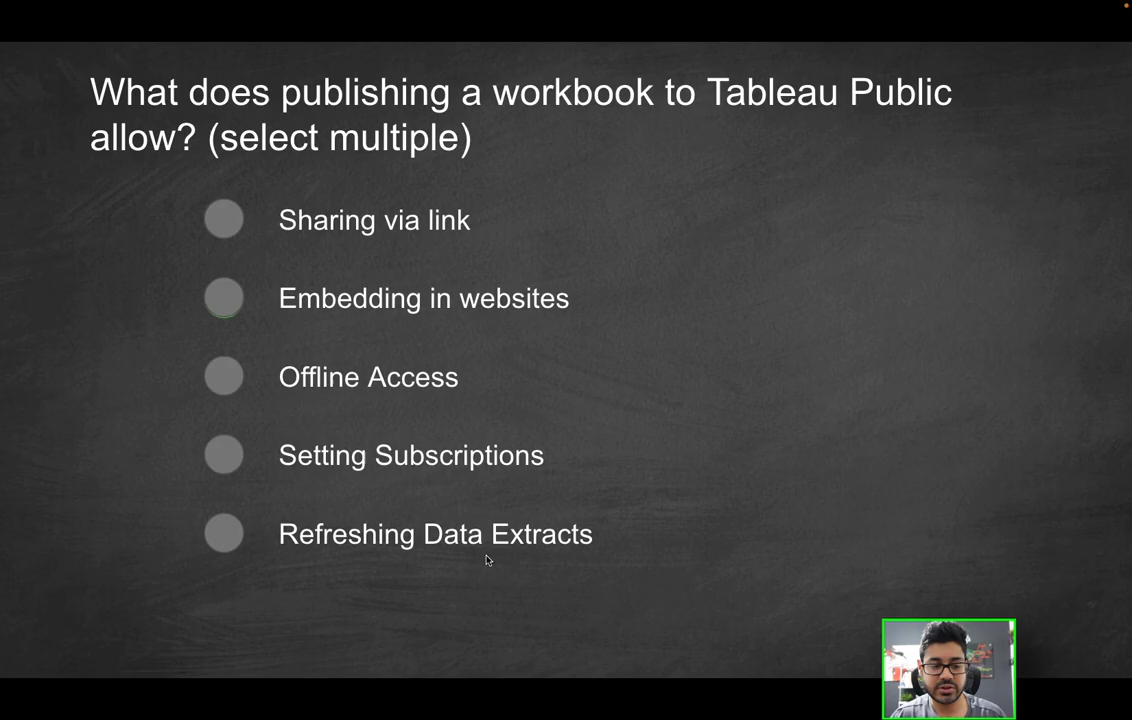 What does publishing a workbook to Tableau Public
allow? (select multiple)
Sharing via link
Embedding in websites
Offline Access
Setting Subscriptions
Refreshing Data Extracts